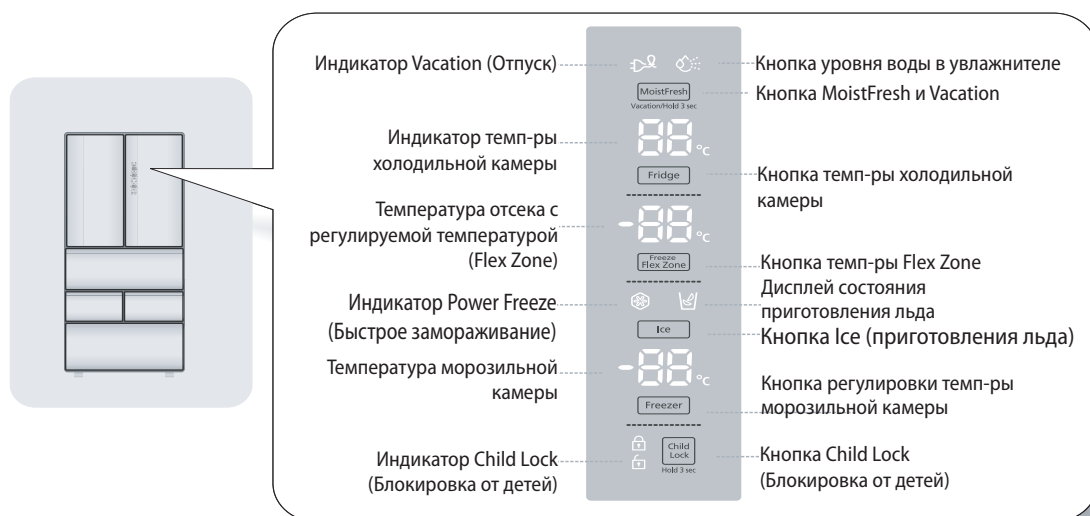 Индикатор Vacation (Отпуск)
Кнопка уровня воды в увлажнителе
MoistFresh
Vacation/Hold 3 sec
Кнопка MoistFresh и Vacation
Индикатор темп-ры
холодильной камеры
88 °C
Fridge
Кнопка темп-ры холодильной
камеры
Температура отсека с
регулируемой температурой
(Flex Zone)
-88 °C
Freeze
Flex Zone
Кнопка темп-ры Flex Zone
Дисплей состояния
приготовления льда
Индикатор Power Freeze
(Быстрое замораживание)
Ice
Кнопка Ice (приготовления льда)
Температура морозильной
камеры
-88 °C
Freezer
Кнопка регулировки темп-ры
морозильной камеры
Индикатор Child Lock
(Блокировка от детей)
Child
Lock
Hold 3 sec
Кнопка Child Lock
(Блокировка от детей)